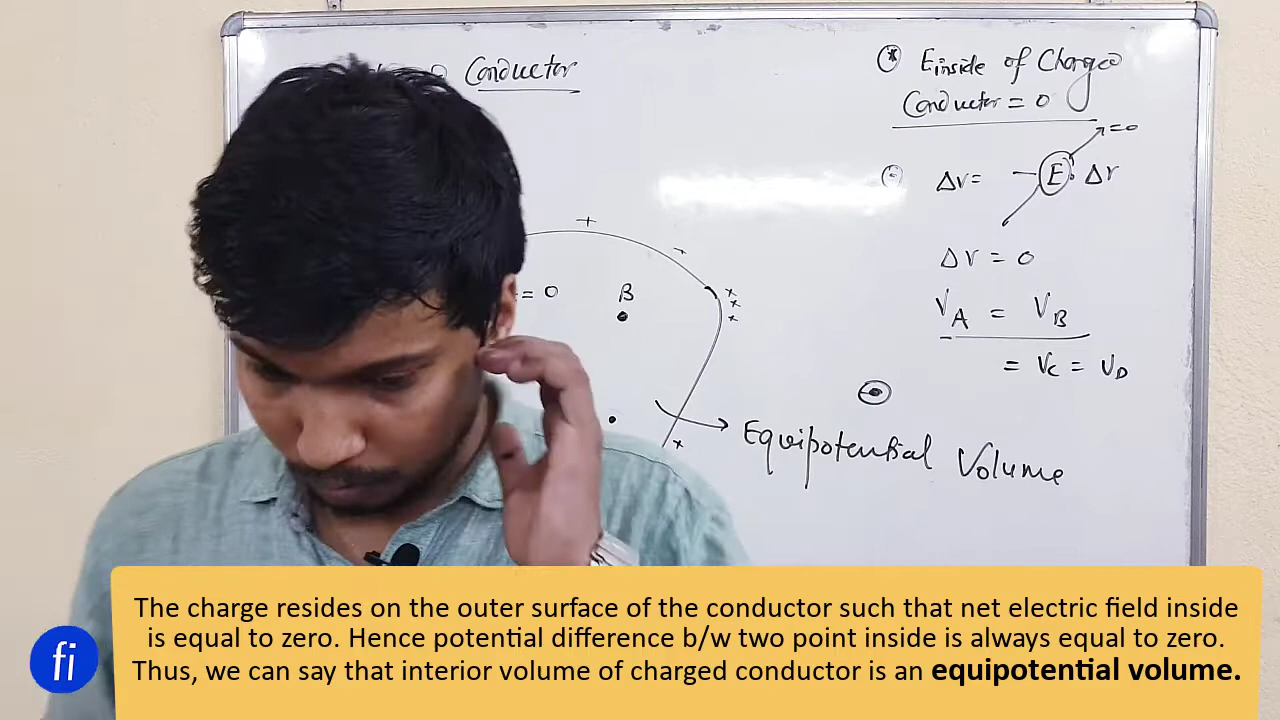 Conductor
= 0
B
* Einside of Charged
Conductor = 0
ΔV = - E . Δr
= 0
ΔV = 0
VA = VB
= VC = VD
Equipotential Volume
The charge resides on the outer surface of the conductor such that net electric field inside
is equal to zero. Hence potential difference b/w two point inside is always equal to zero.
Thus, we can say that interior volume of charged conductor is an equipotential volume.
fi